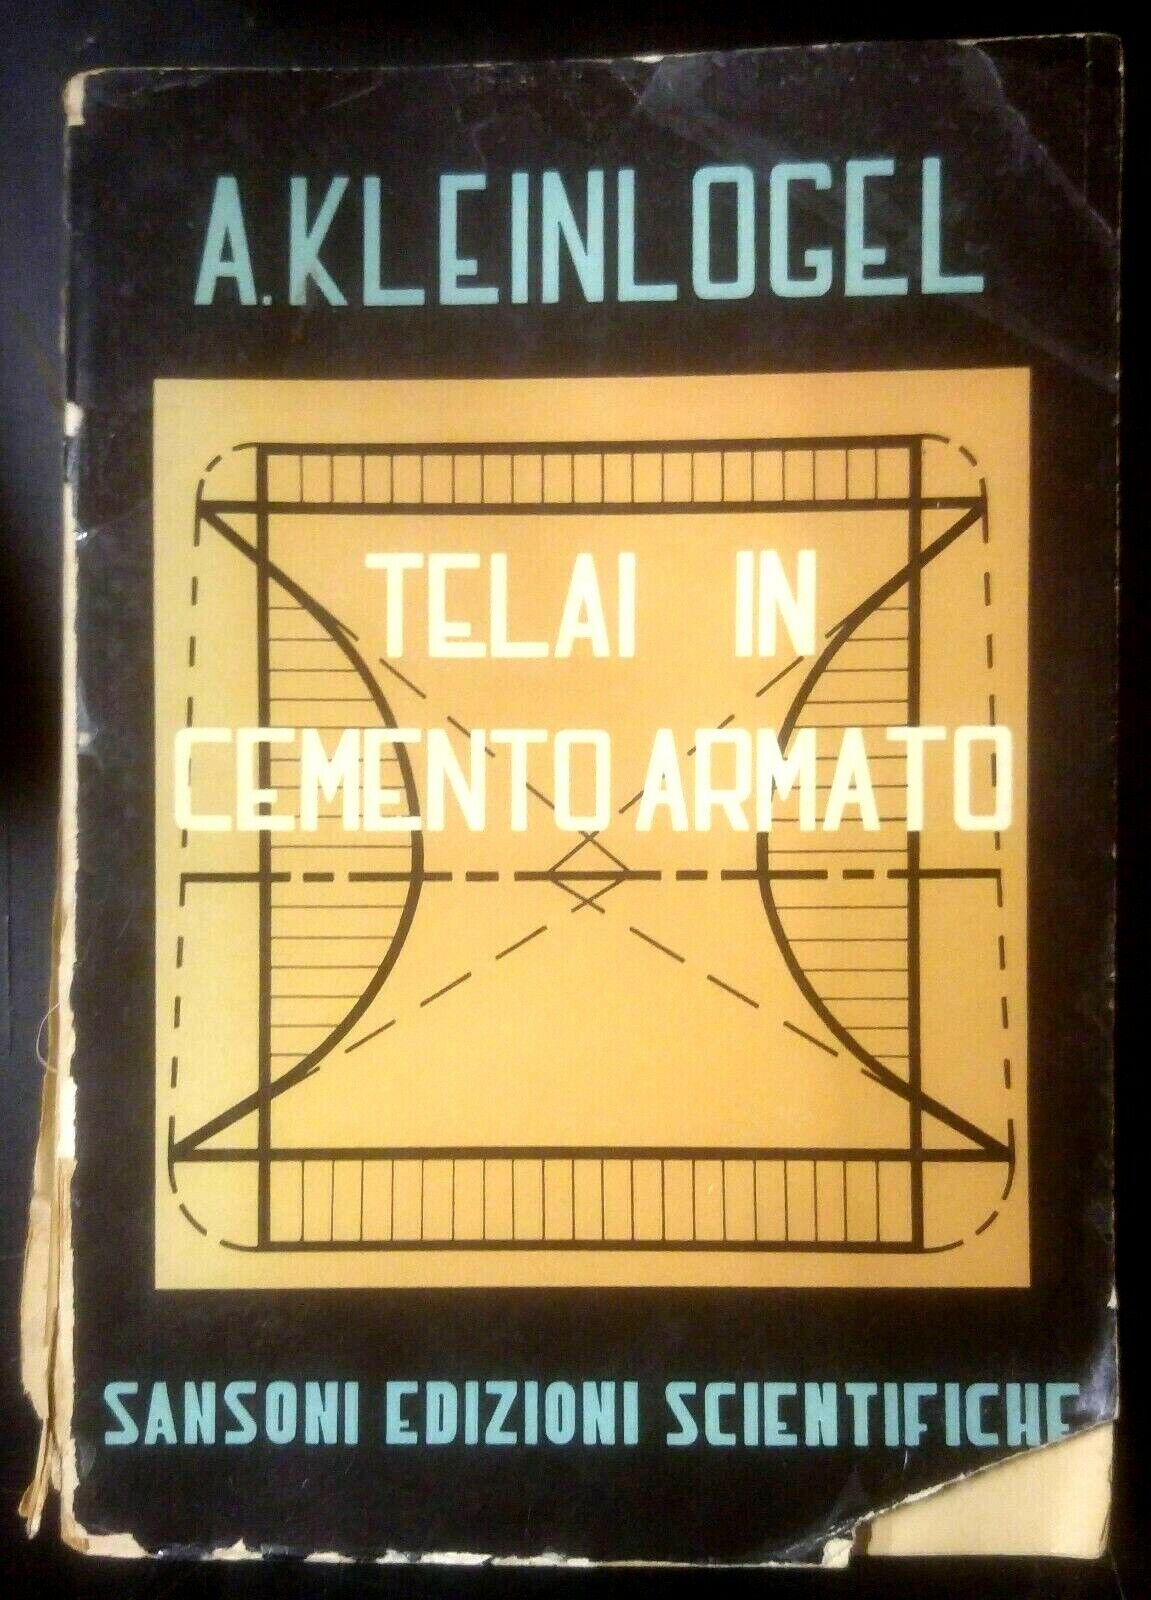 A. KLEINLOGEL
TELAI IN
CEMENTO ARMATO
SANSONI EDIZIONI SCIENTIFICHE